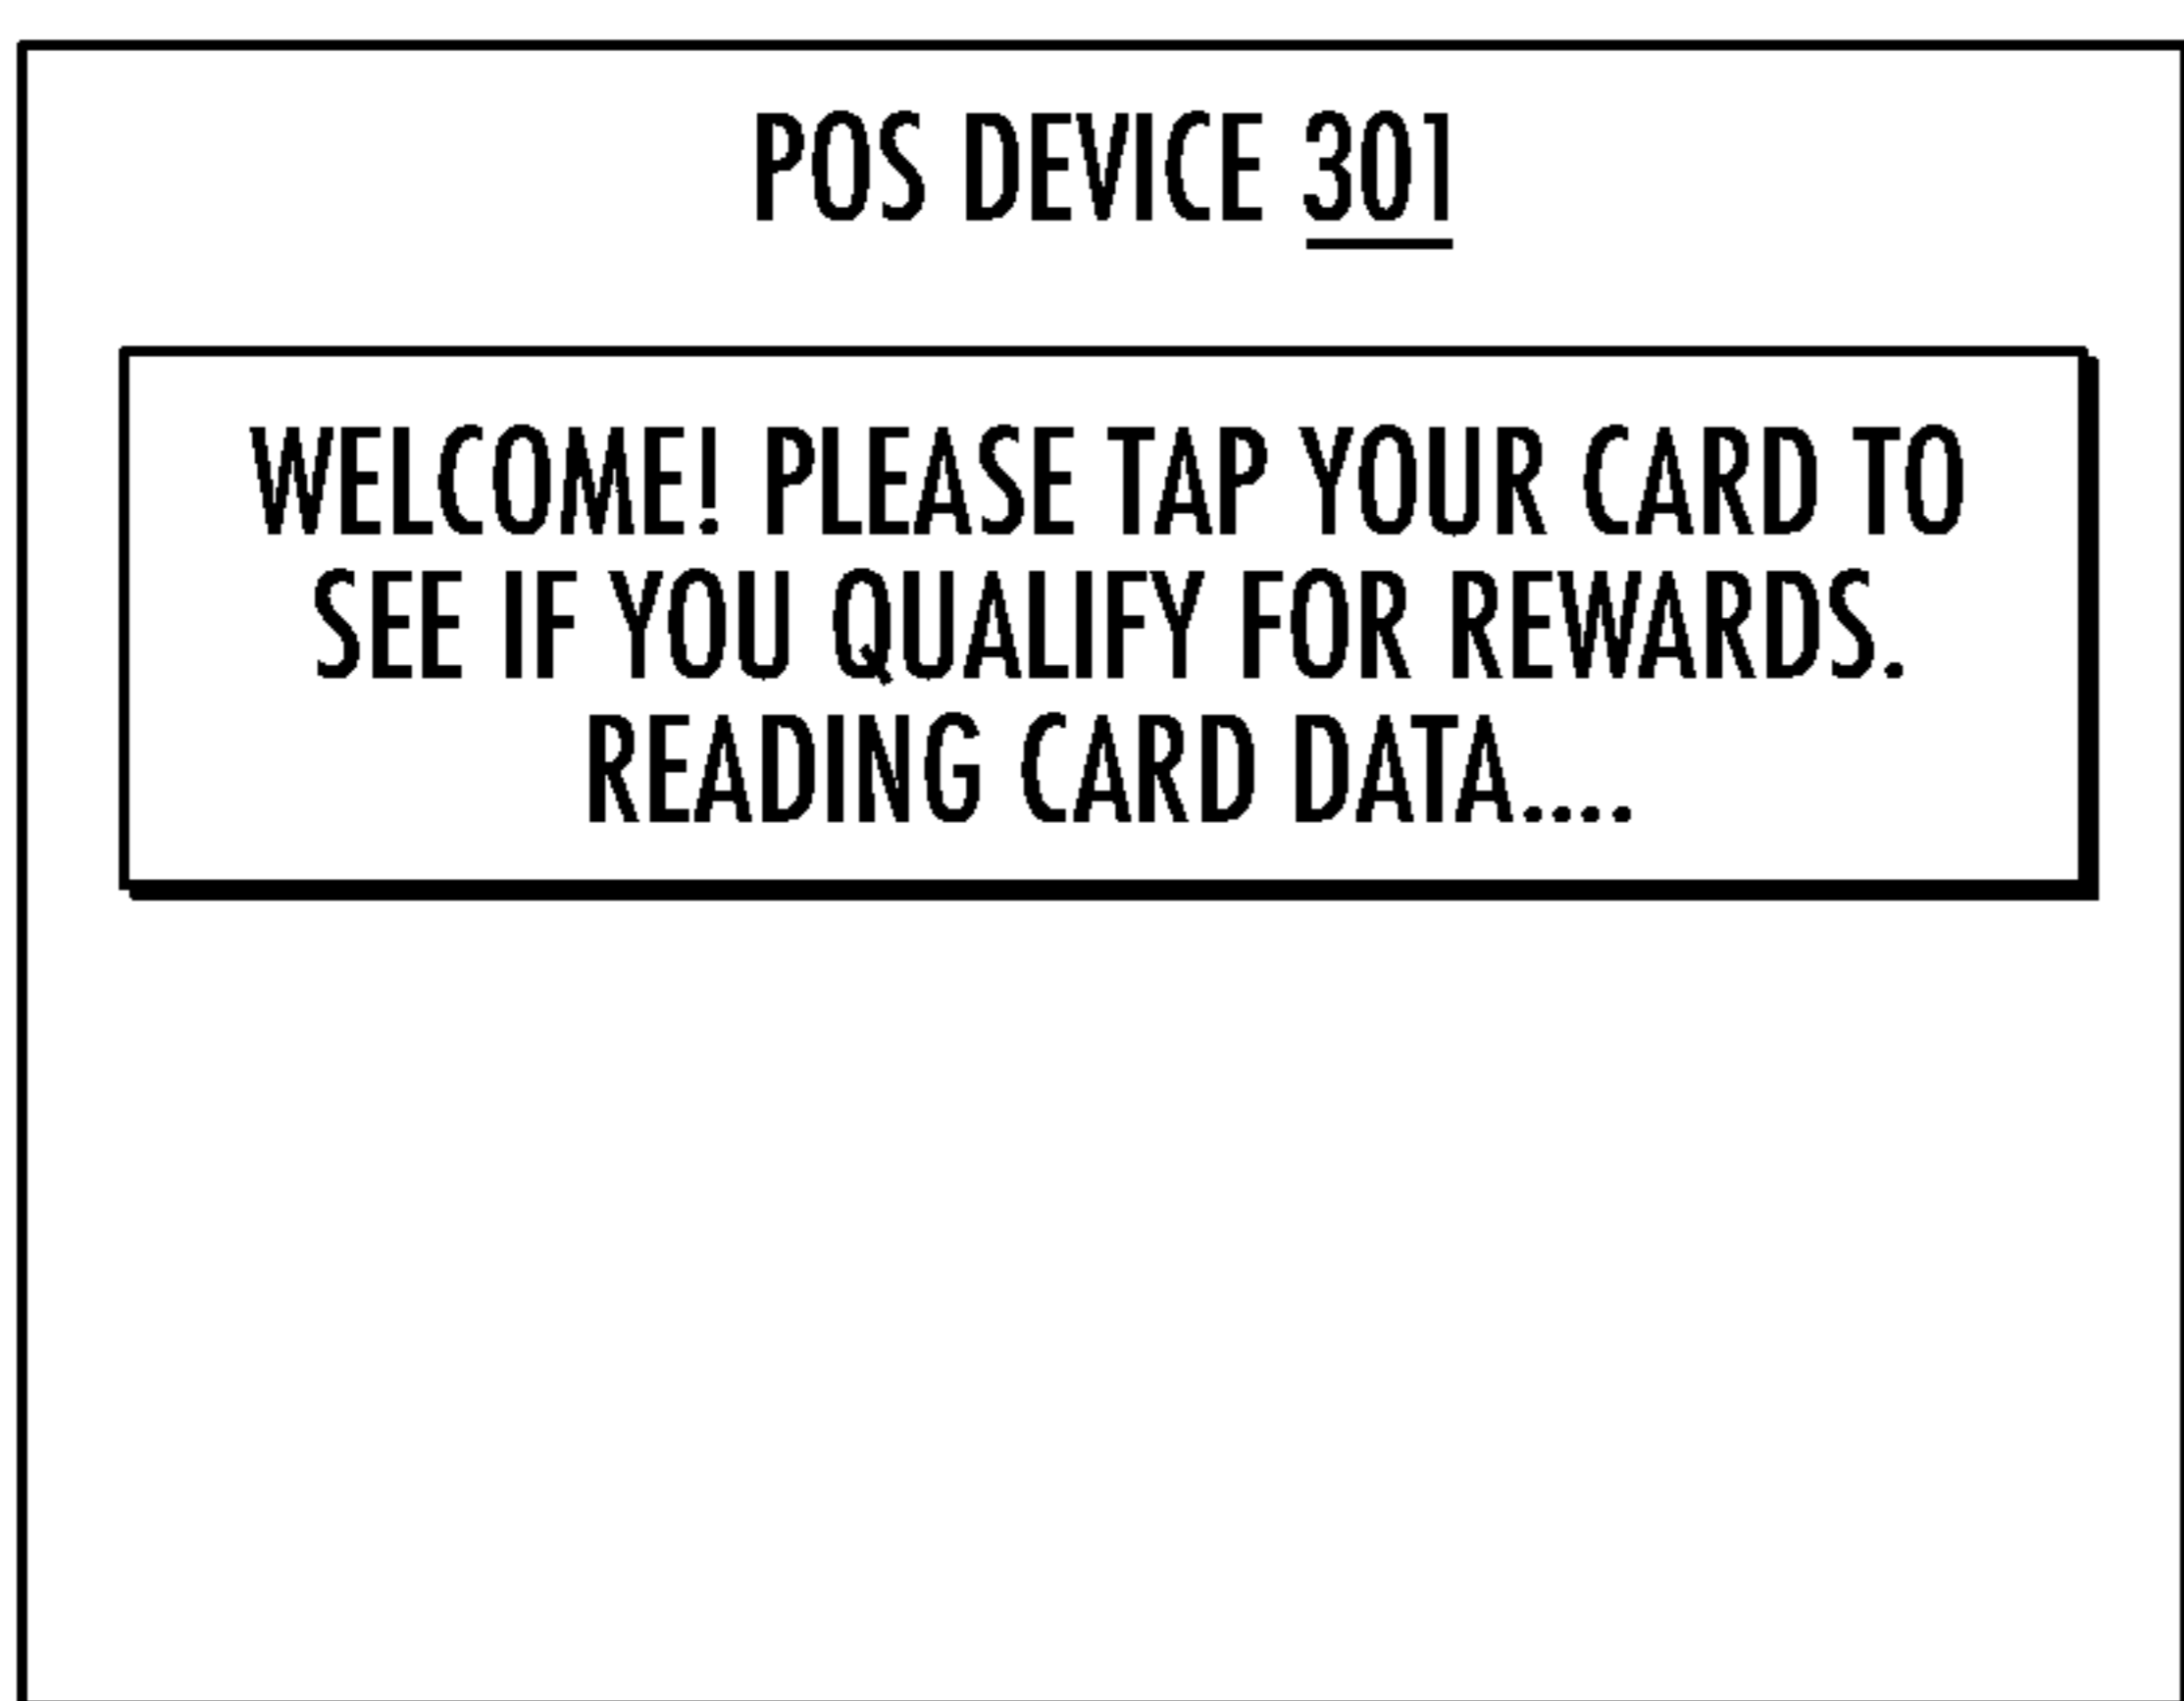 POS DEVICE 301
WELCOME! PLEASE TAP YOUR CARD TO
SEE IF YOU QUALIFY FOR REWARDS.
READING CARD DATA....